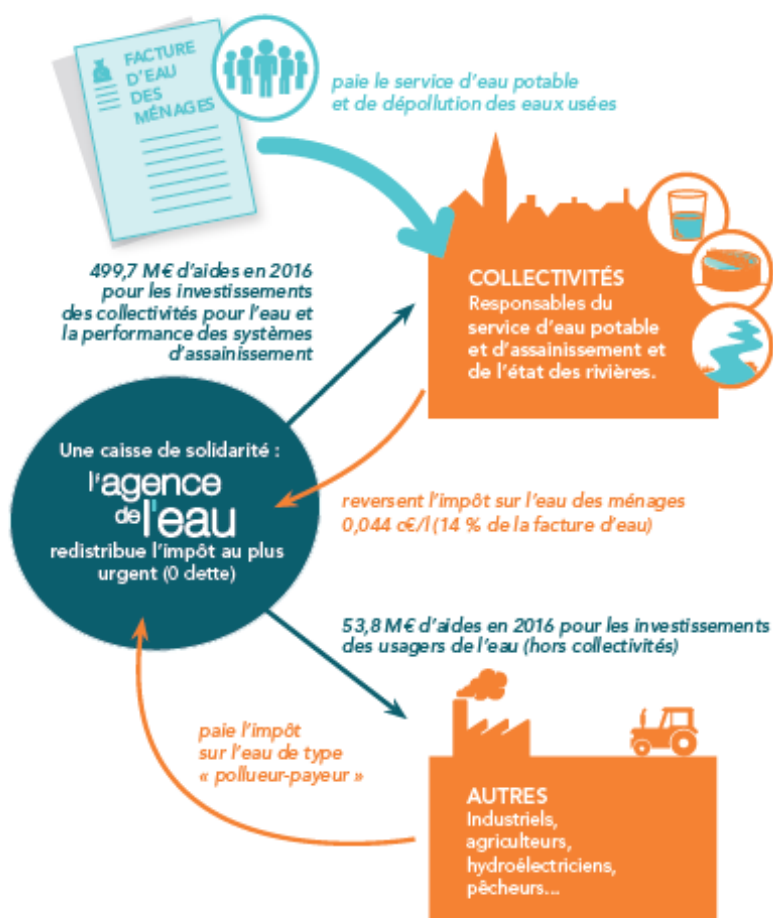 FACTURE
D'EAU
DES
MÉNAGES
paie le service d'eau potable
et de dépollution des eaux usées
499,7 M€ d'aides en 2016
pour les investissements
des collectivités pour l'eau et
la performance des systèmes
d'assainissement
COLLECTIVITÉS
Responsables du
service d'eau potable
et d'assainissement et
de l'état des rivières.
Une caisse de solidarité :
l'agence
de l'eau
redistribue l'impôt au plus
urgent (0 dette)
reversent l'impôt sur l'eau des ménages
0,044 c€/l (14 % de la facture d'eau)
53,8 M€ d'aides en 2016 pour les investissements
des usagers de l'eau (hors collectivités)
paie l'impôt
sur l'eau de type
« pollueur-payeur »
AUTRES
Industriels,
agriculteurs,
hydroélectriciens,
pêcheurs...